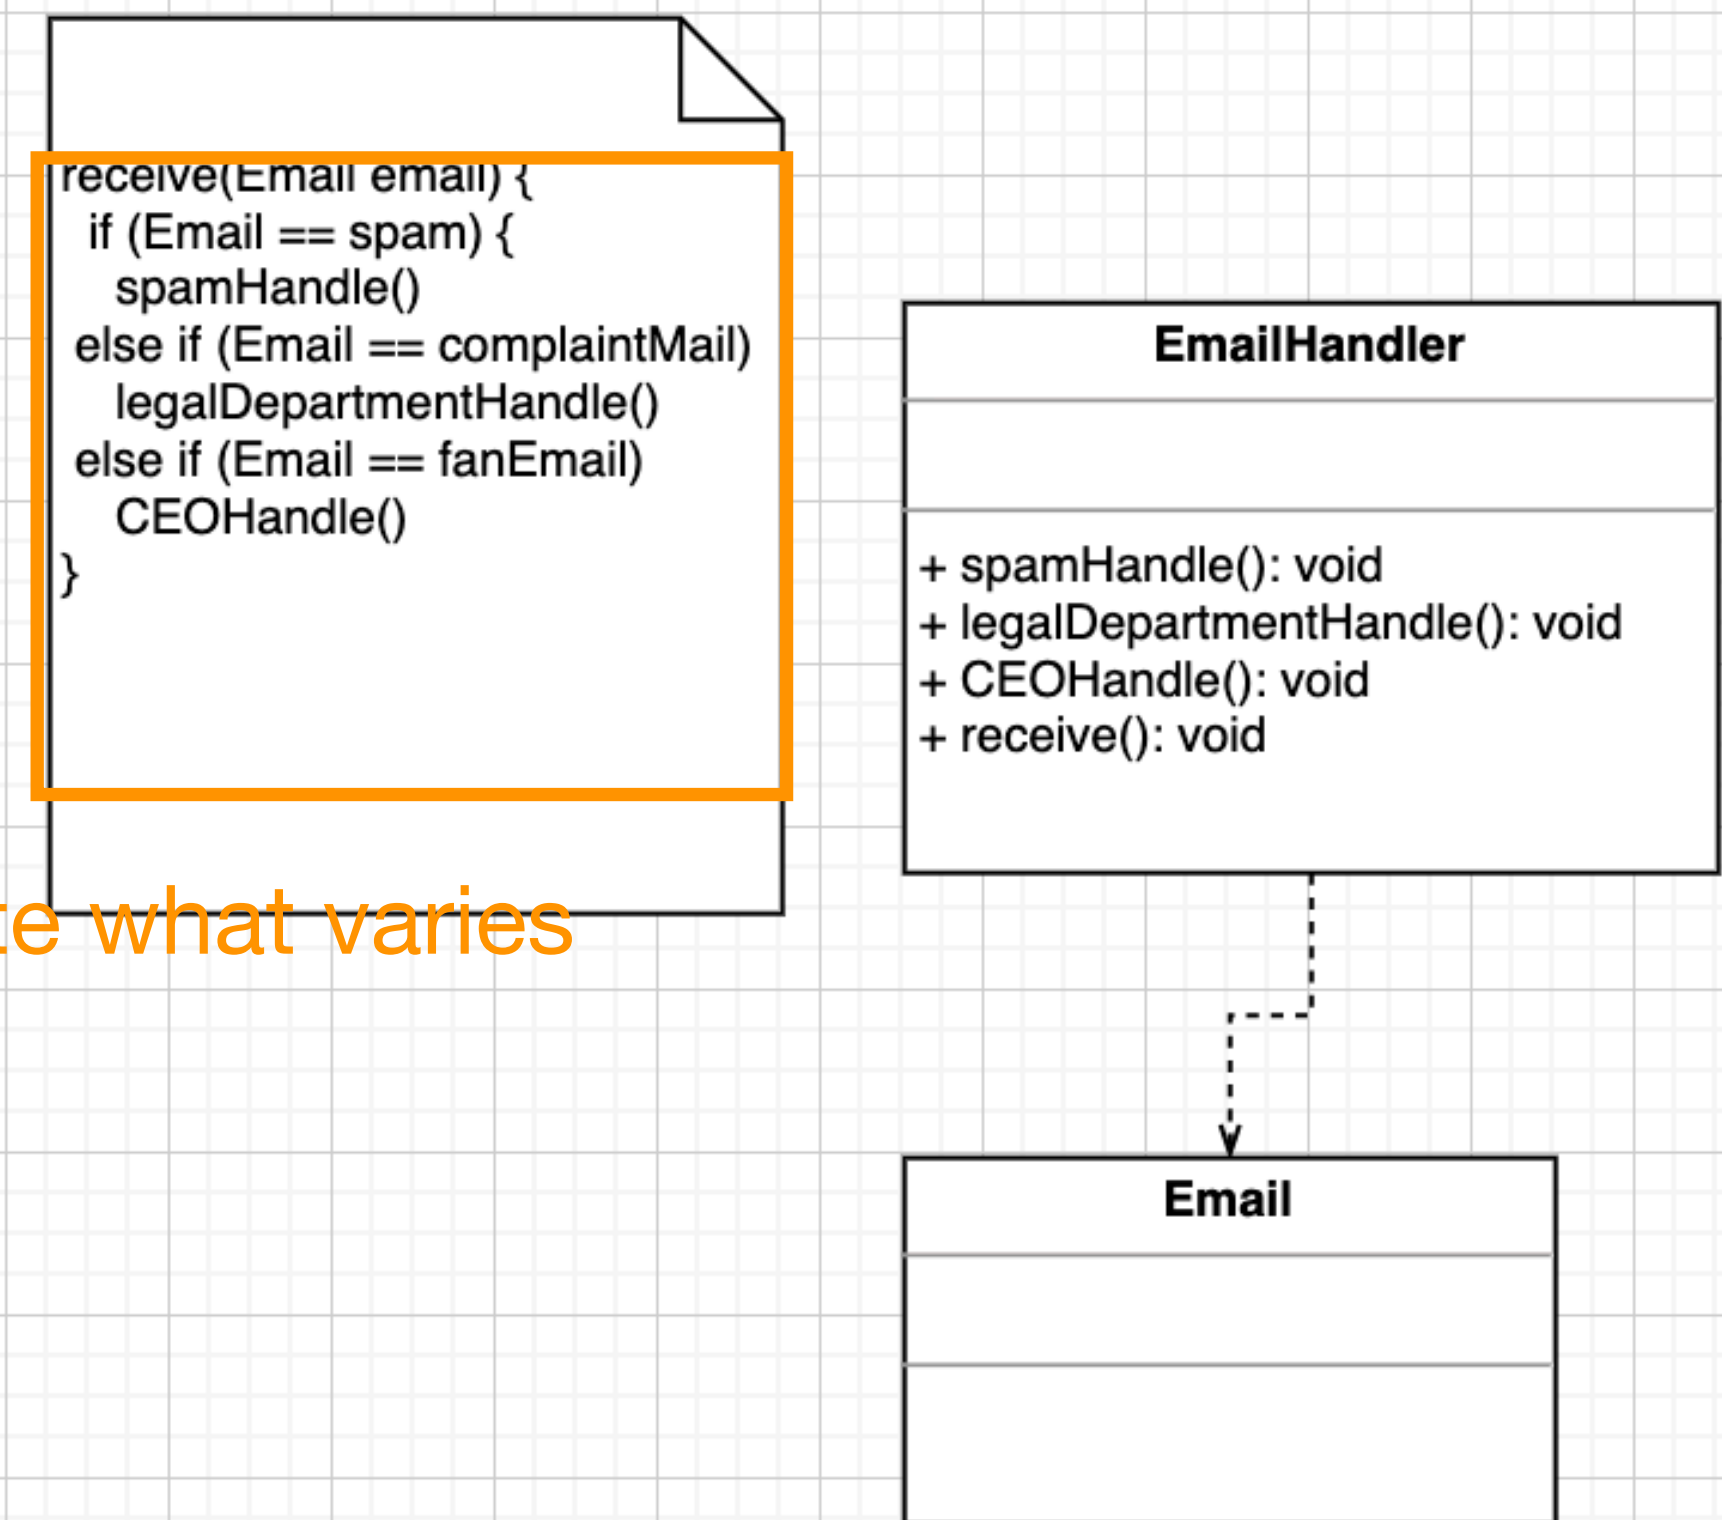 receive(Email email) {
if (Email == spam) {
spamHandle()
else if (Email == complaintMail)
legalDepartmentHandle()
else if (Email == fanEmail)
CEOHandle()
}
what varies
EmailHandler
+ spamHandle(): void
+ legalDepartmentHandle(): void
+ CEOHandle(): void
+ receive(): void
Email